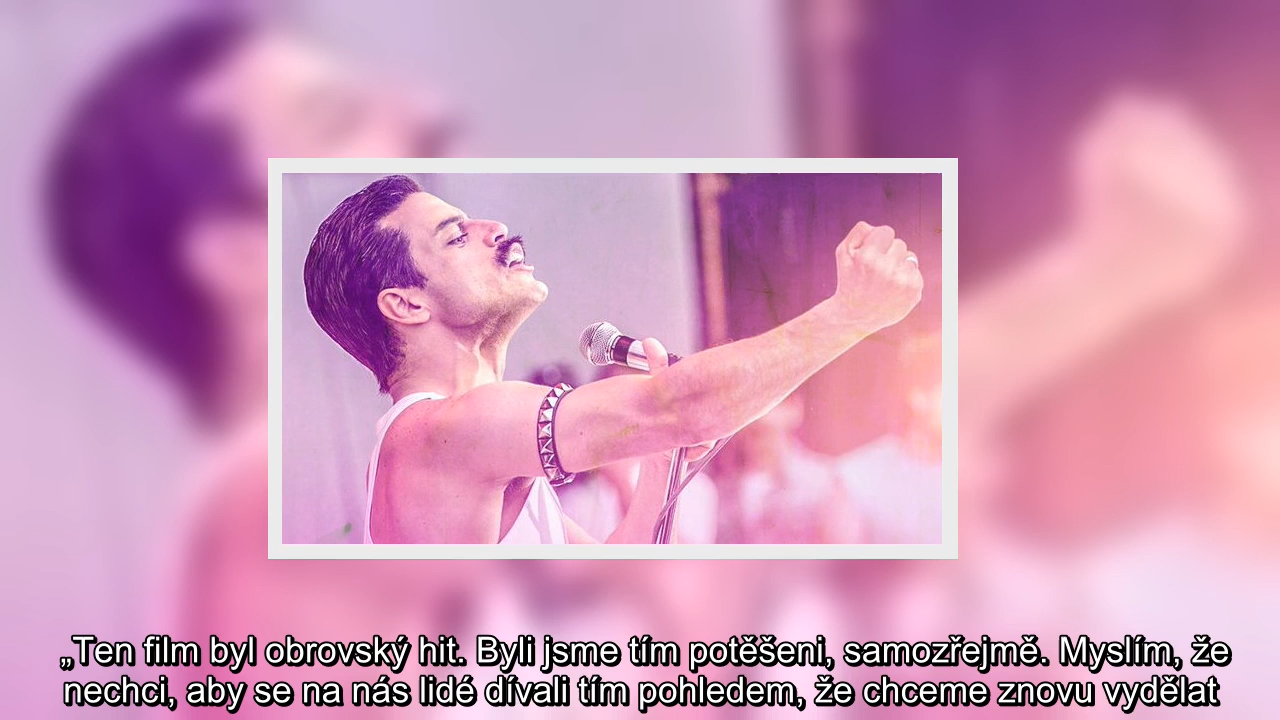 „Ten film byl obrovský hit. Byli jsme tím potěšeni, samozřejmě. Myslím, že
nechci, aby se na nás lidé dívali tím pohledem, že chceme znovu vydělat